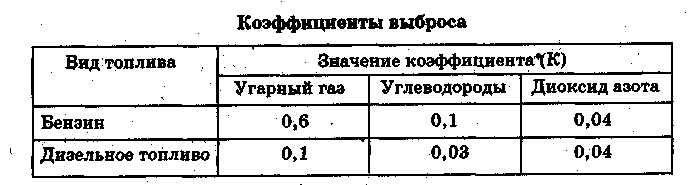 Коэффициенты выброса
Вид топлива Значение коэффициента (К)
Угарный газ Углеводороды Диоксид азота
Бензин 0,6 0,1 0,04
Дизельное топливо 0,1 0,03 0,04